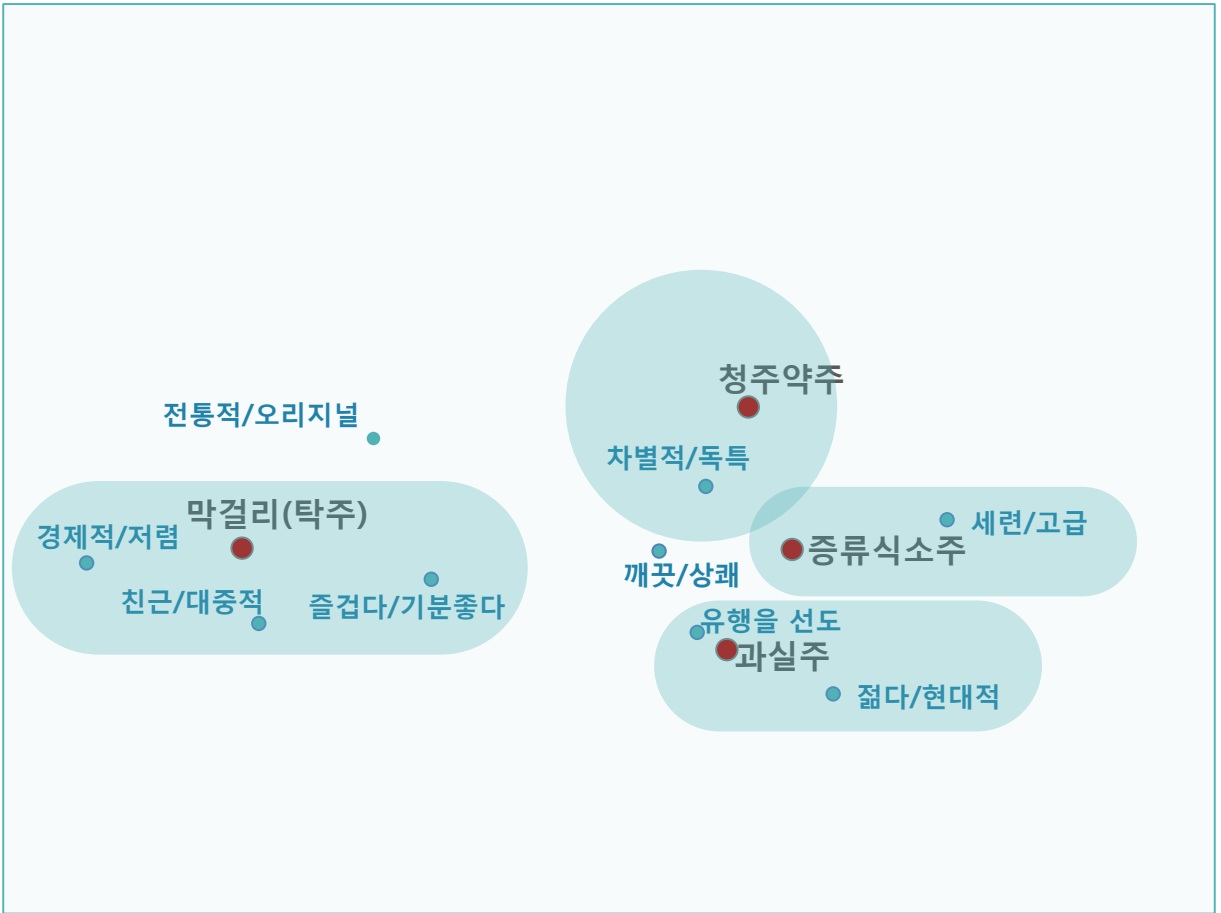 청주약주
전통적/오리지널
차별적/독특
막걸리(탁주)
세련/고급
경제적/저렴
증류식소주
깨끗/상쾌
친근/대중적
즐겁다/기분좋다
유행을 선도
과실주
젊다/현대적